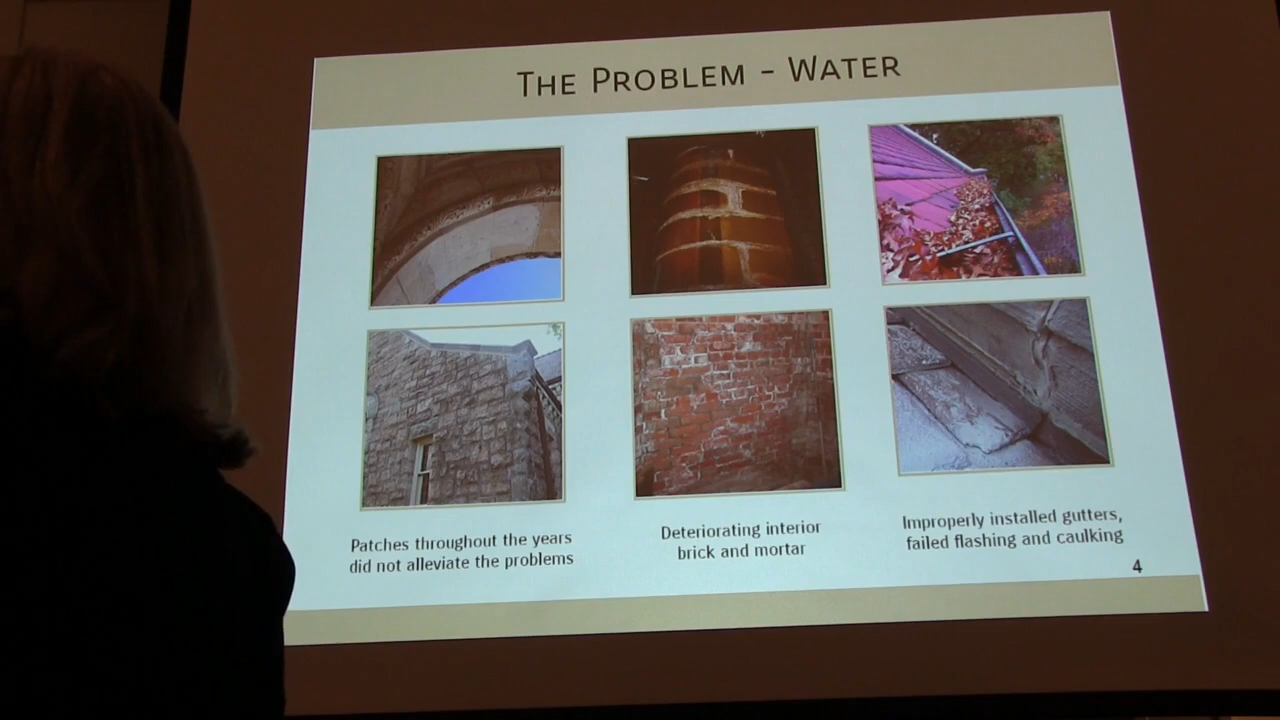 The Problem - Water
Patches throughout the years
did not alleviate the problems
Deteriorating interior
brick and mortar
Improperly installed gutters,
failed flashing and caulking
4